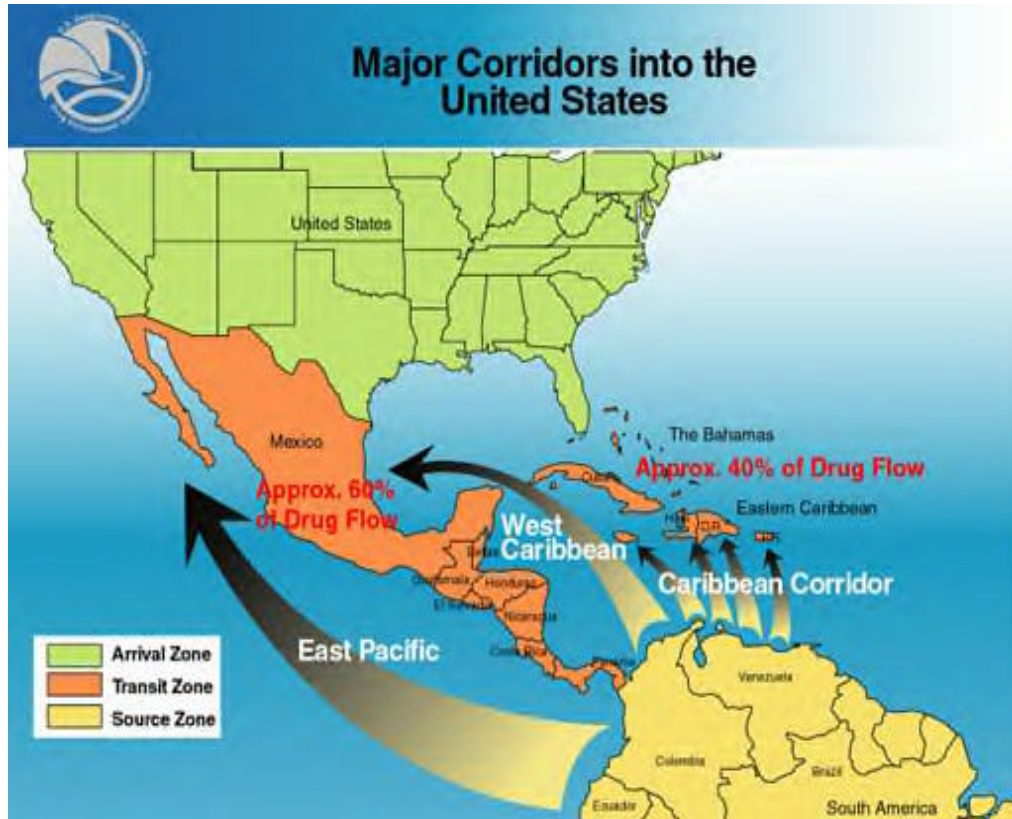 Major Corridors into the
United States
United States
Mexico
The Bahamas
Approx. 40% of Drug Flow
Approx. 60%
of Drug Flow
Eastern Caribbean
D.R.
West
Caribbean
Caribbean Corridor
Guatemala
Honduras
El Salvador
Nicaragua
Costa Rica
Panama
East Pacific
Arrival Zone
Transit Zone
Source Zone
Venezuela
Colombia
Brazil
Ecuador
South America